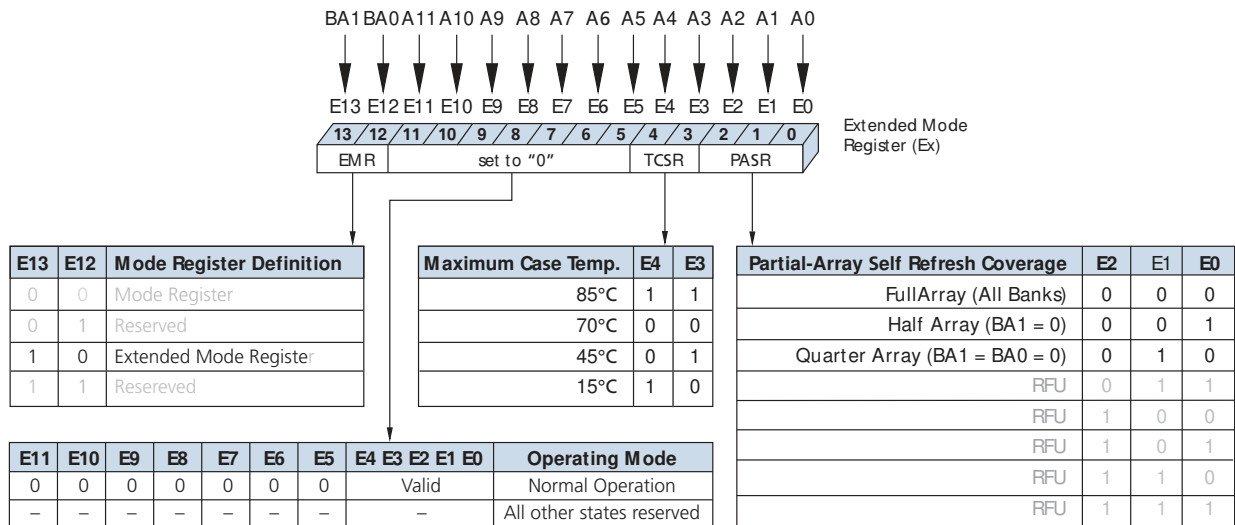 BA1 BA0 A11 A10 A9 A8 A7 A6 A5 A4 A3 A2 A1 A0
E13 E12 E11 E10 E9 E8 E7 E6 E5 E4 E3 E2 E1 E0
13 12 11 10 9 8 7 6 5 4 3 2 1 0
EMR set to "0" TCSR PASR
Extended Mode
Register (Ex)
E13 E12 Mode Register Definition
0 0 Mode Register
0 1 Reserved
1 0 Extended Mode Register
1 1 Resereved
Maximum Case Temp. E4 E3
85°C 1 1
70°C 0 0
45°C 0 1
15°C 1 0
Partial-Array Self Refresh Coverage E2 E1 E0
Full Array (All Banks) 0 0 0
Half Array (BA1 = 0) 0 0 1
Quarter Array (BA1 = BA0 = 0) 0 1 0
RFU 0 1 1
RFU 1 0 0
RFU 1 0 1
RFU 1 1 0
RFU 1 1 1
E11 E10 E9 E8 E7 E6 E5 E4 E3 E2 E1 E0 Operating Mode
0 0 0 0 0 0 0 Valid Normal Operation
– – – – – – – – All other states reserved